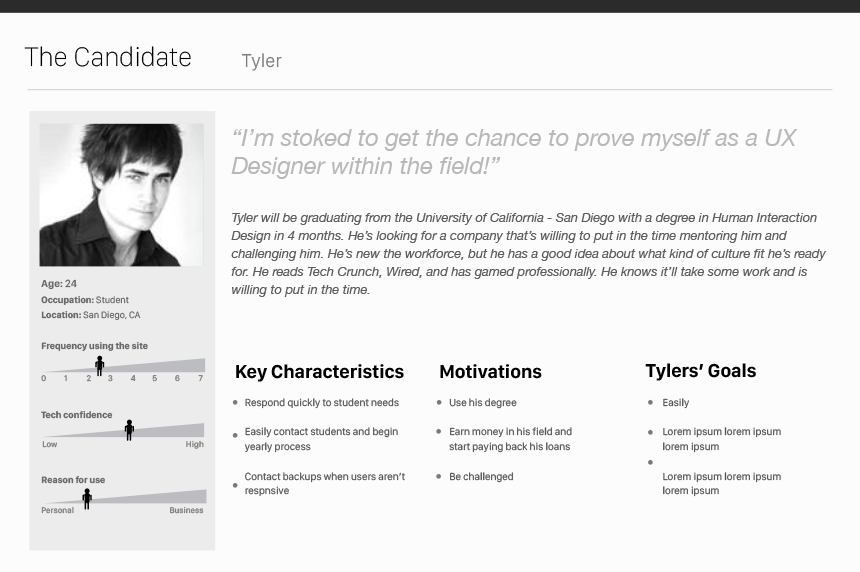 The Candidate
Tyler
“I’m stoked to get the chance to prove myself as a UX
Designer within the field!”
Tyler will be graduating from the University of California - San Diego with a degree in Human Interaction
Design in 4 months. He’s looking for a company that’s willing to put in the time mentoring him and
challenging him. He’s new the workforce, but he has a good idea about what kind of culture fit he’s ready
for. He reads Tech Crunch, Wired, and has gamed professionally. He knows it’ll take some work and is
willing to put in the time.
Age: 24
Occupation: Student
Location: San Diego, CA
Frequency using the site
0 1 2 3 4 5 6 7
Tech confidence
Low High
Reason for use
Personal Business
Key Characteristics
• Respond quickly to student needs
• Easily contact students and begin
yearly process
• Contact backups when users aren’t
respnsive
Motivations
• Use his degree
• Earn money in his field and
start paying back his loans
• Be challenged
Tylers’ Goals
• Easily
• Lorem ipsum lorem ipsum
lorem ipsum
• Lorem ipsum lorem ipsum
lorem ipsum